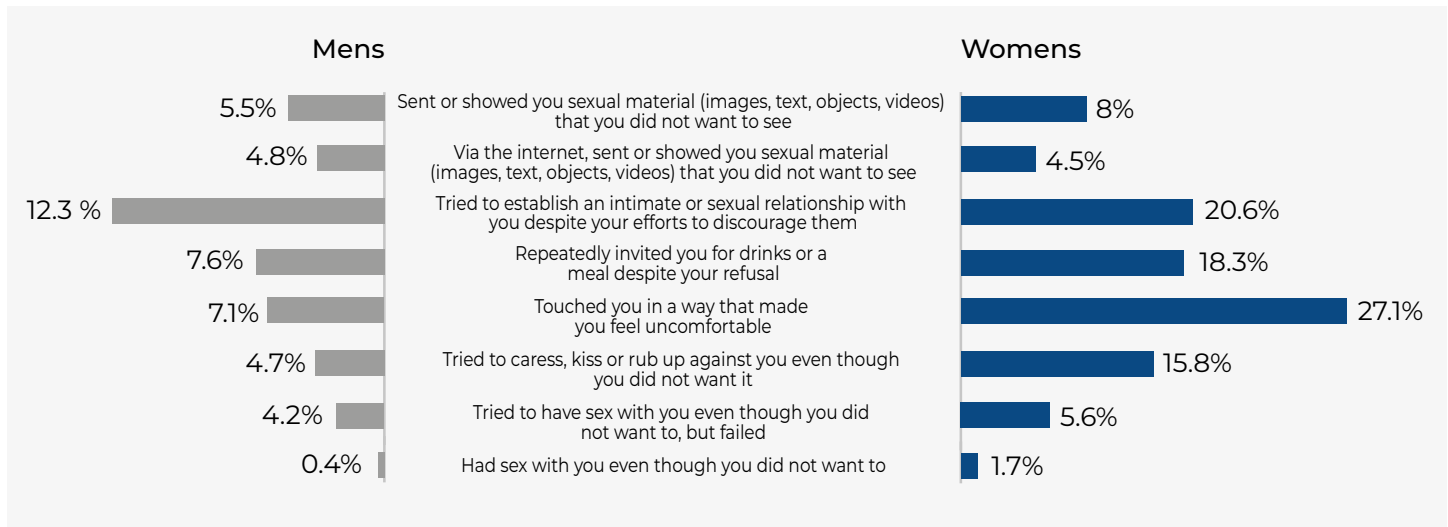 Mens
Womens
5.5%
Sent or showed you sexual material (images, text, objects, videos)
that you did not want to see
8%
4.8%
Via the internet, sent or showed you sexual material
(images, text, objects, videos) that you did not want to see
4.5%
12.3 %
Tried to establish an intimate or sexual relationship with
you despite your efforts to discourage them
20.6%
7.6%
Repeatedly invited you for drinks or a
meal despite your refusal
18.3%
7.1%
Touched you in a way that made
you feel uncomfortable
27.1%
4.7%
Tried to caress, kiss or rub up against you even though
you did not want it
15.8%
4.2%
Tried to have sex with you even though you did
not want to, but failed
5.6%
0.4%
Had sex with you even though you did not want to
1.7%